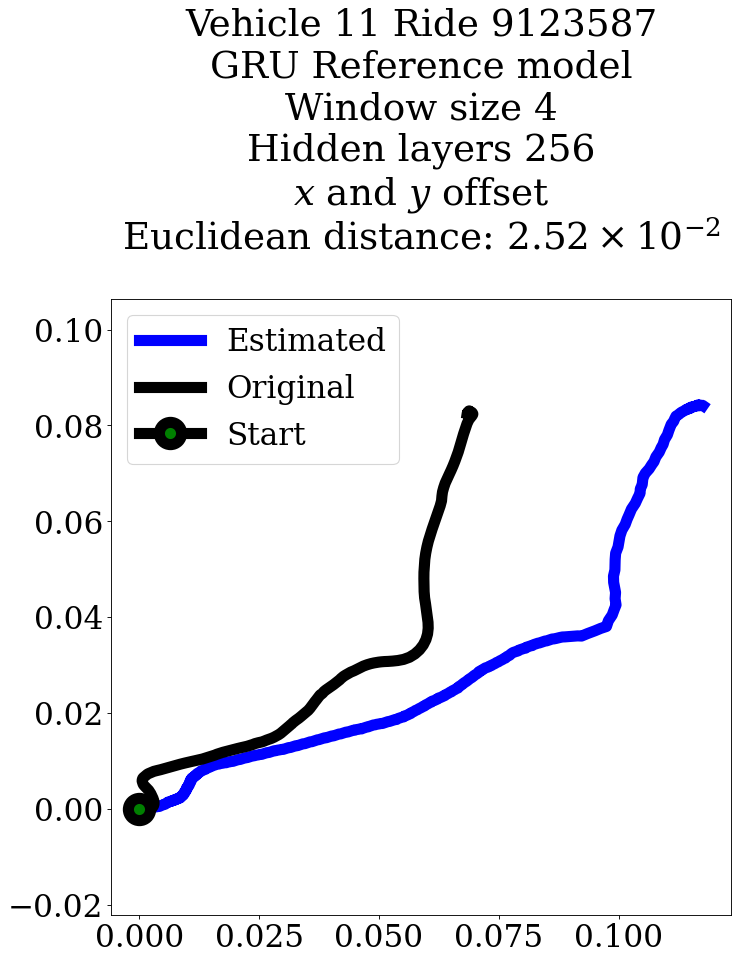 Vehicle 11 Ride 9123587
GRU Reference model
Window size 4
Hidden layers 256
x and y offset
Euclidean distance: 2.52 × 10⁻²
Estimated
Original
Start
0.10
0.08
0.06
0.04
0.02
0.00
−0.02
0.000 0.025 0.050 0.075 0.100